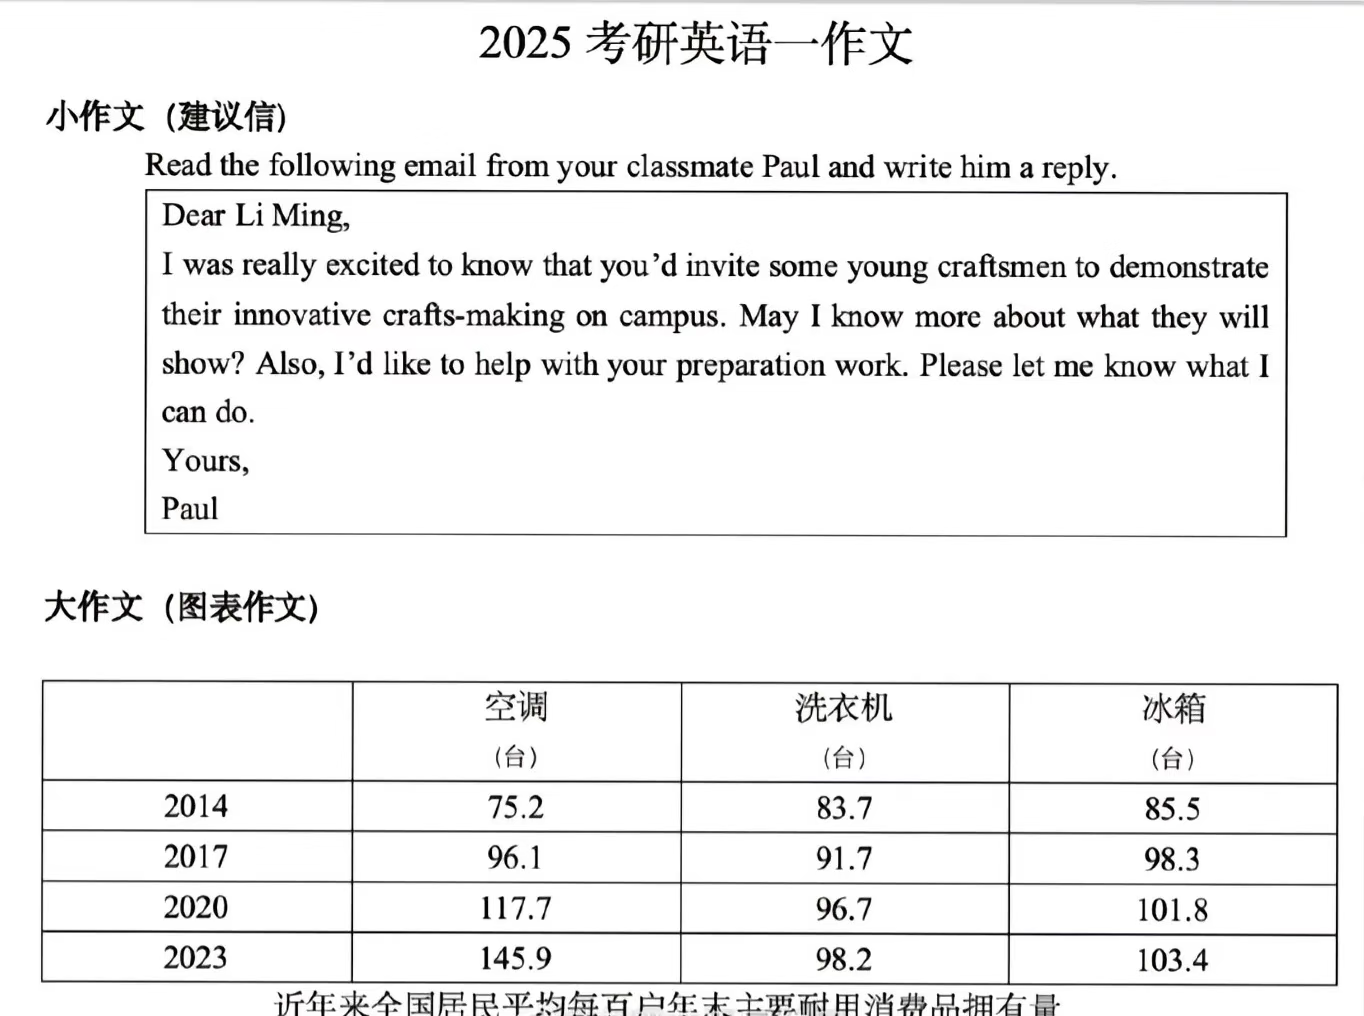 2025 考研英语一作文
小作文（建议信）
Read the following email from your classmate Paul and write him a reply.
Dear Li Ming,
I was really excited to know that you’d invite some young craftsmen to demonstrate
their innovative crafts-making on campus. May I know more about what they will
show? Also, I’d like to help with your preparation work. Please let me know what I
can do.
Yours,
Paul
大作文（图表作文）
空调 洗衣机 冰箱
（台） （台） （台）
2014 75.2 83.7 85.5
2017 96.1 91.7 98.3
2020 117.7 96.7 101.8
2023 145.9 98.2 103.4
近年来全国居民平均每百户年末主要耐用消费品拥有量